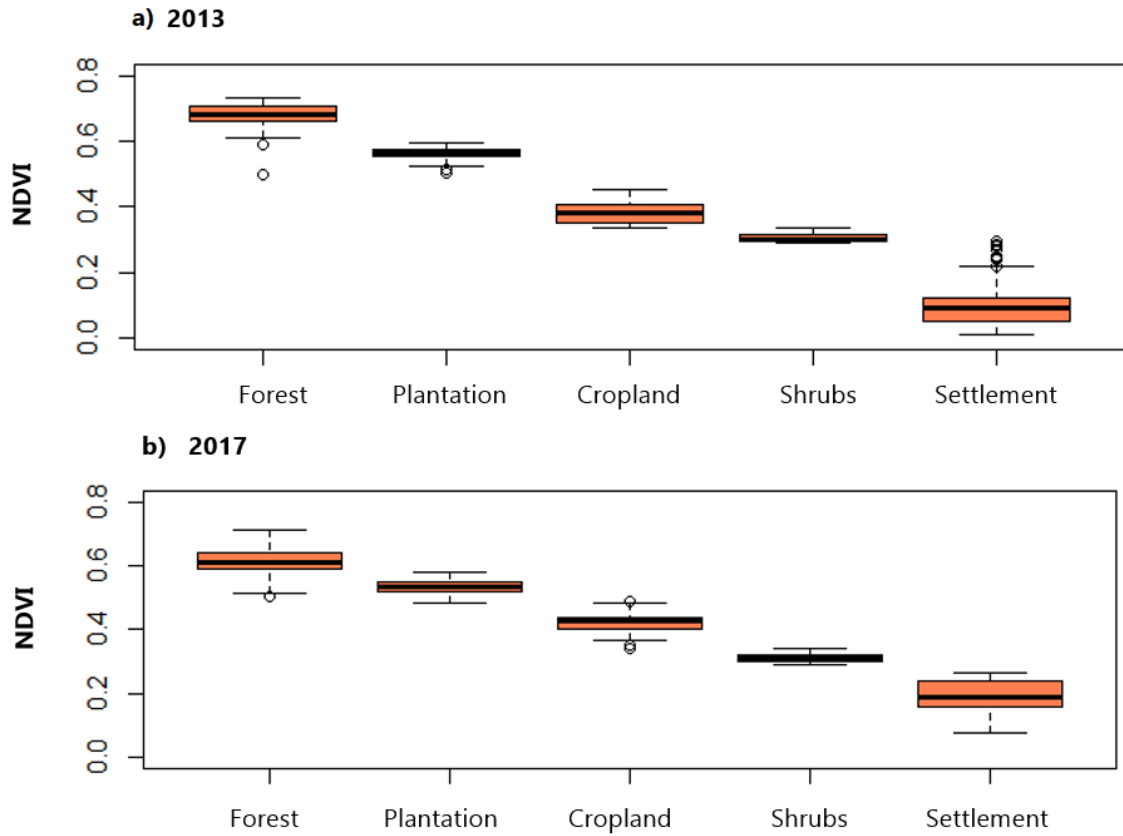 a) 2013
NDVI
0.8
0.6
0.4
0.2
0.0
Forest Plantation Cropland Shrubs Settlement
b) 2017
NDVI
0.8
0.6
0.4
0.2
0.0
Forest Plantation Cropland Shrubs Settlement